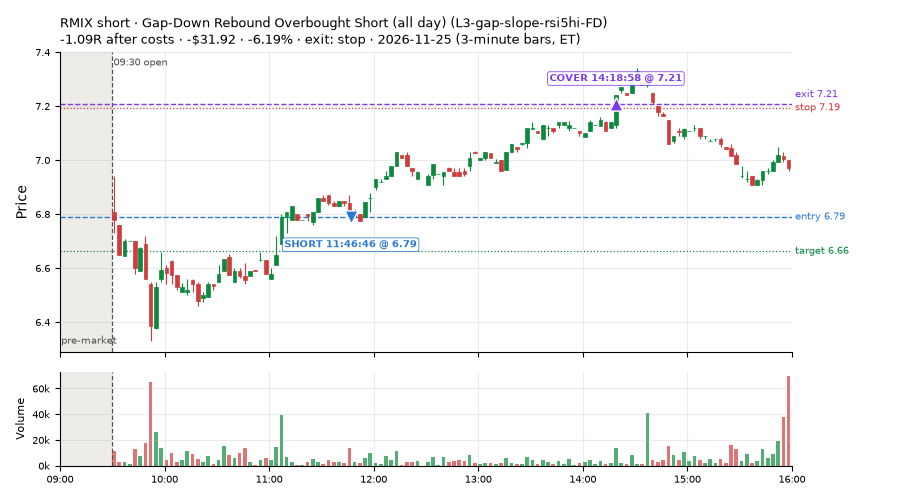 RMIX short · Gap-Down Rebound Overbought Short (all day) (L3-gap-slope-rsi5hi-FD)
-1.09R after costs · -$31.92 · -6.19% · exit: stop · 2026-11-25 (3-minute bars, ET)
7.4
09:30 open
COVER 14:18:58 @ 7.21
exit 7.21
7.2
stop 7.19
7.0
Price
6.8
entry 6.79
SHORT 11:46:46 @ 6.79
target 6.66
6.6
6.4
pre-market
60k
40k
Volume
20k
0k
09:00
10:00
11:00
12:00
13:00
14:00
15:00
16:00